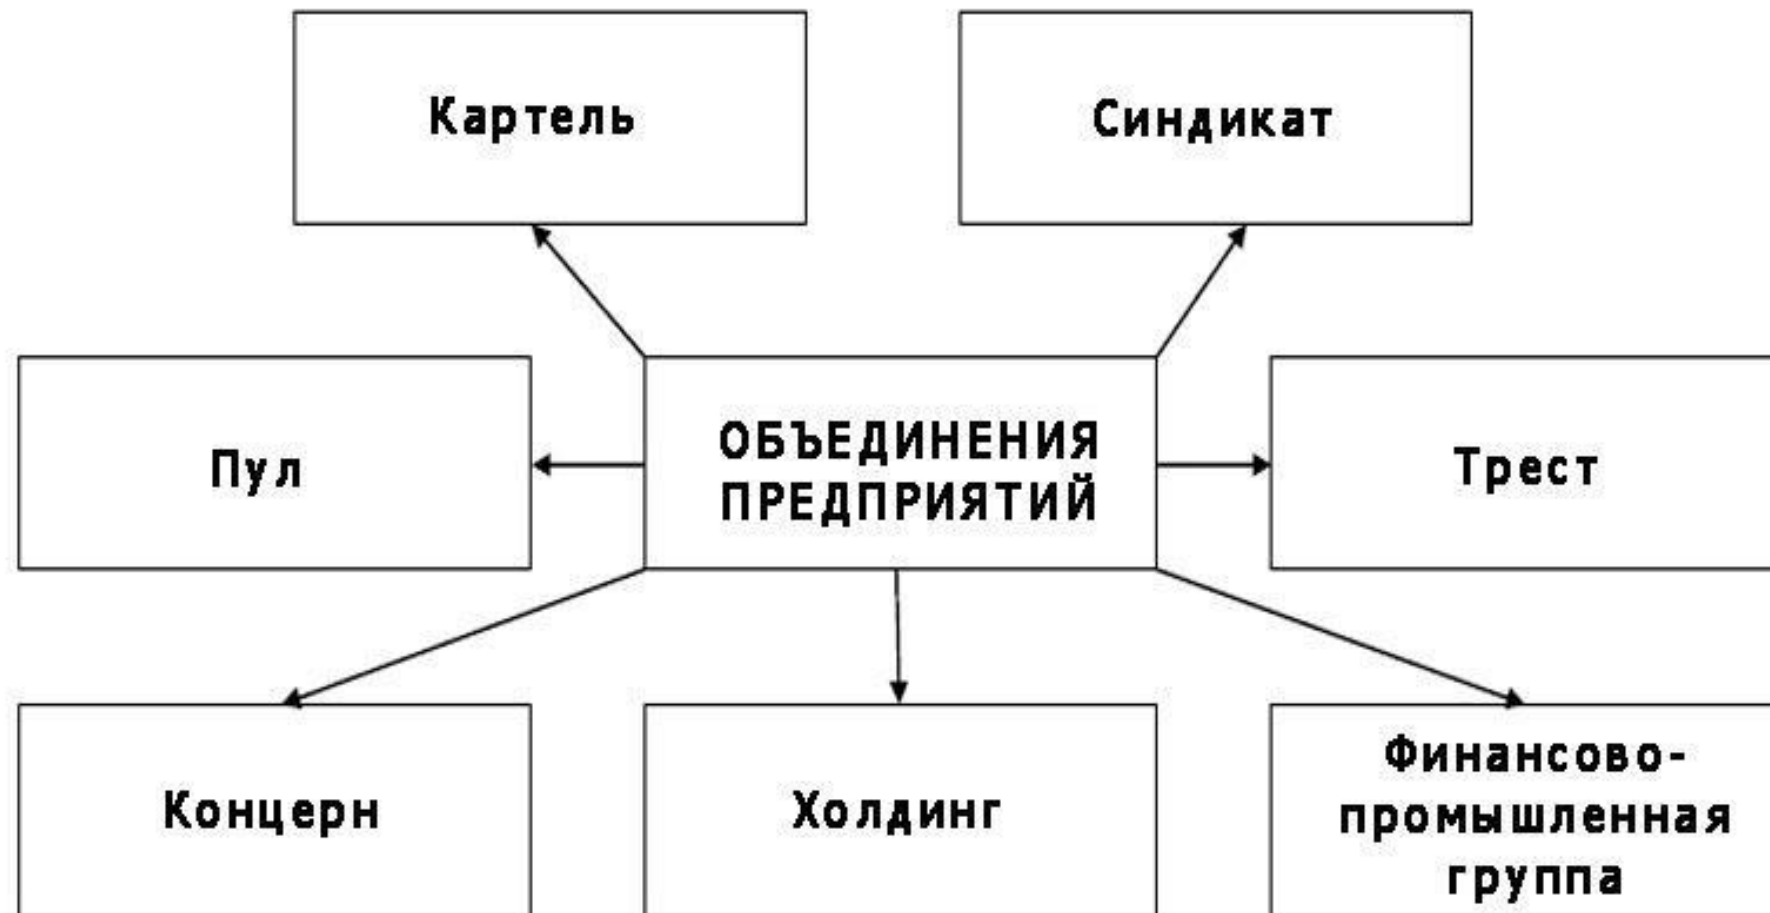 Картель
Синдикат
Пул
ОБЪЕДИНЕНИЯ
ПРЕДПРИЯТИЙ
Трест
Концерн
Холдинг
Финансово-
промышленная
группа